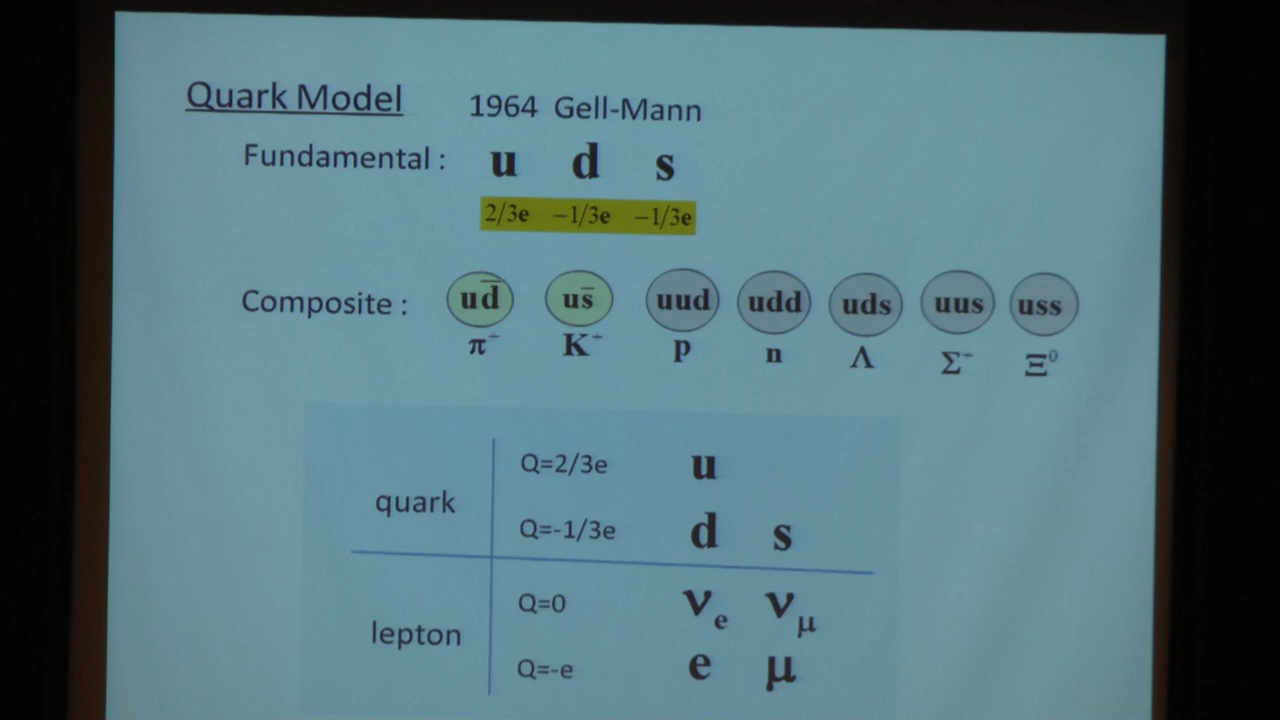 Quark Model 1964 Gell-Mann
Fundamental : u d s
2/3e −1/3e −1/3e
Composite : ud̅ us̅ uud udd uds uus uss
π⁺ K⁺ p n Λ Σ⁺ Ξ⁰
Q=2/3e u
quark
Q=-1/3e d s
Q=0 νe νμ
lepton
Q=-e e μ